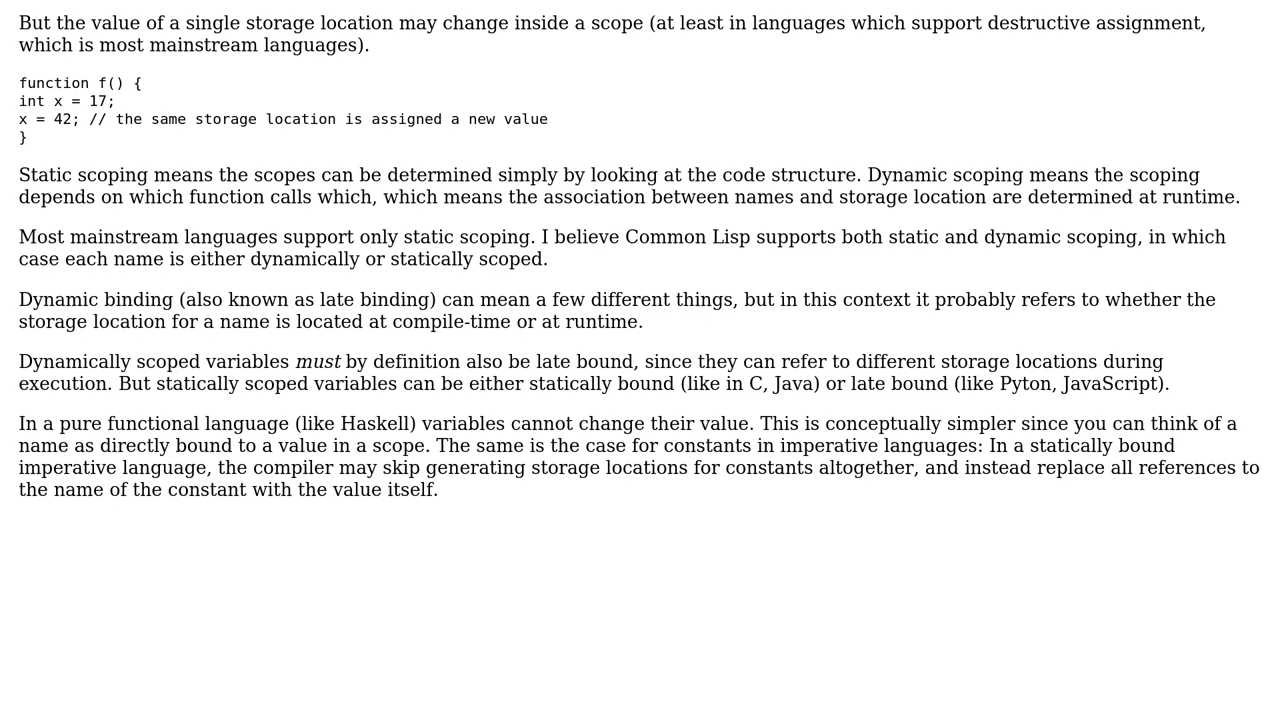 But the value of a single storage location may change inside a scope (at least in languages which support destructive assignment,
which is most mainstream languages).
function f() {
int x = 17;
x = 42; // the same storage location is assigned a new value
}
Static scoping means the scopes can be determined simply by looking at the code structure. Dynamic scoping means the scoping
depends on which function calls which, which means the association between names and storage location are determined at runtime.
Most mainstream languages support only static scoping. I believe Common Lisp supports both static and dynamic scoping, in which
case each name is either dynamically or statically scoped.
Dynamic binding (also known as late binding) can mean a few different things, but in this context it probably refers to whether the
storage location for a name is located at compile-time or at runtime.
Dynamically scoped variables must by definition also be late bound, since they can refer to different storage locations during
execution. But statically scoped variables can be either statically bound (like in C, Java) or late bound (like Pyton, JavaScript).
In a pure functional language (like Haskell) variables cannot change their value. This is conceptually simpler since you can think of a
name as directly bound to a value in a scope. The same is the case for constants in imperative languages: In a statically bound
imperative language, the compiler may skip generating storage locations for constants altogether, and instead replace all references to
the name of the constant with the value itself.